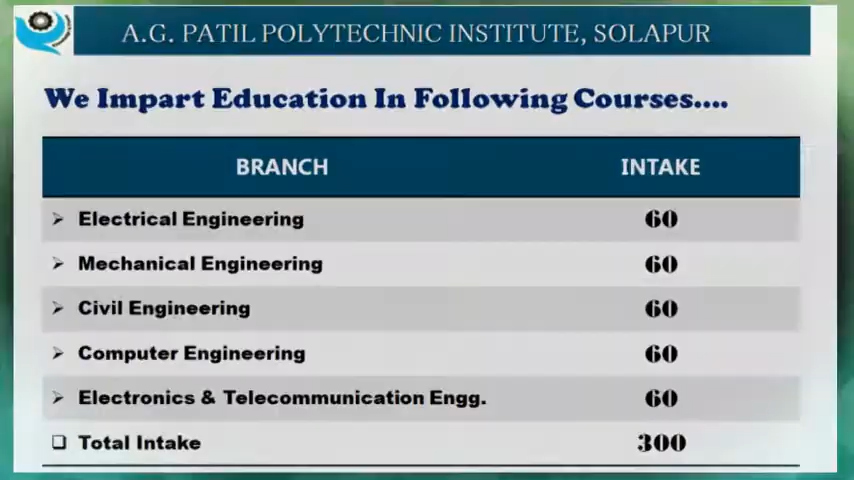 A.G. PATIL POLYTECHNIC INSTITUTE, SOLAPUR
We Impart Education In Following Courses....
BRANCH INTAKE
Electrical Engineering 60
Mechanical Engineering 60
Civil Engineering 60
Computer Engineering 60
Electronics & Telecommunication Engg. 60
Total Intake 300